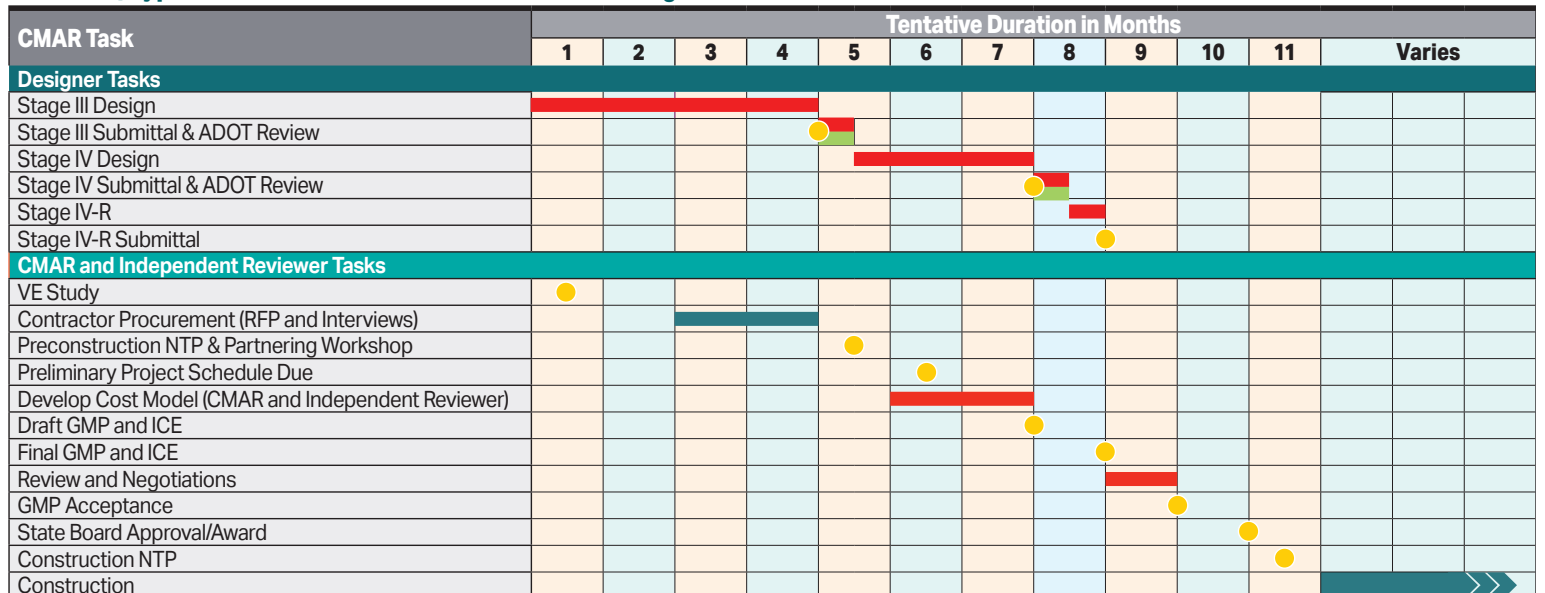 CMAR Task
Tentative Duration in Months
1 2 3 4 5 6 7 8 9 10 11 Varies
Designer Tasks
Stage III Design
Stage III Submittal & ADOT Review
Stage IV Design
Stage IV Submittal & ADOT Review
Stage IV-R
Stage IV-R Submittal
CMAR and Independent Reviewer Tasks
VE Study
Contractor Procurement (RFP and Interviews)
Preconstruction NTP & Partnering Workshop
Preliminary Project Schedule Due
Develop Cost Model (CMAR and Independent Reviewer)
Draft GMP and ICE
Final GMP and ICE
Review and Negotiations
GMP Acceptance
State Board Approval/Award
Construction NTP
Construction